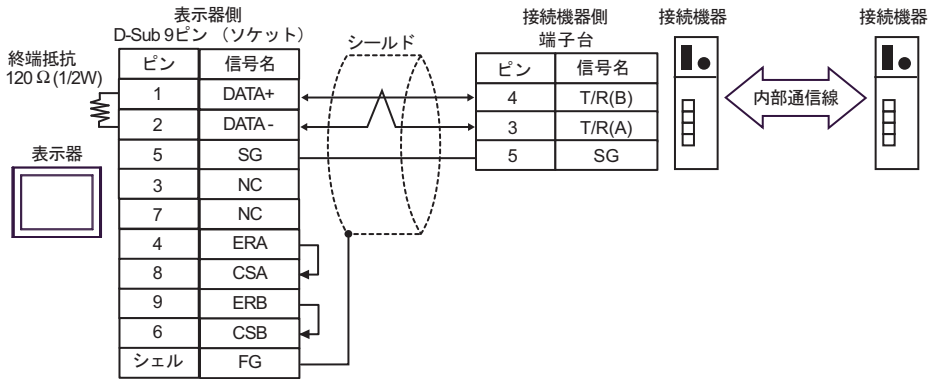 表示器側
D-Sub 9ピン （ソケット）
終端抵抗
120 Ω(1/2W)
表示器
ピン 信号名
1 DATA+
2 DATA-
5 SG
3 NC
7 NC
4 ERA
8 CSA
9 ERB
6 CSB
シェル FG
シールド
接続機器側
端子台
ピン 信号名
4 T/R(B)
3 T/R(A)
5 SG
接続機器
内部通信線
接続機器